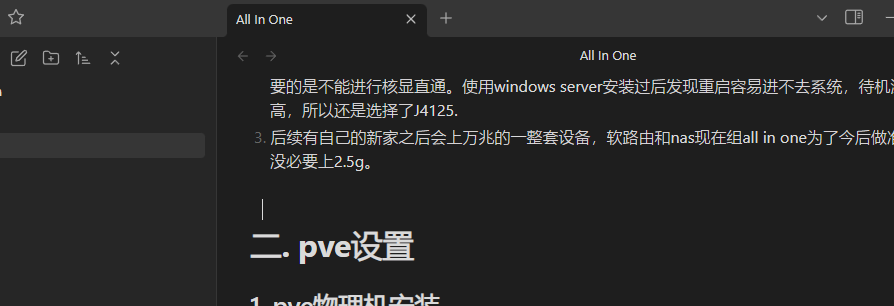 All In One
All In One
要的是不能进行核显直通。使用windows server安装过后发现重启容易进不去系统，待机
高，所以还是选择了J4125.
3. 后续有自己的新家之后会上万兆的一整套设备，软路由和nas现在组all in one为了今后做
没必要上2.5g。
二. pve设置
1. pve物理机安装